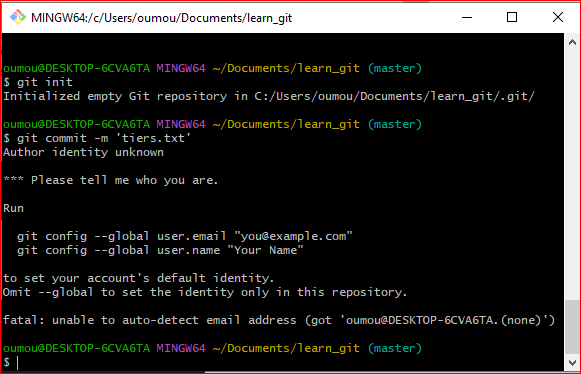 MINGW64:/c/Users/oumou/Documents/learn_git
oumou@DESKTOP-6CVA6TA MINGW64 ~/Documents/learn_git (master)
$ git init
Initialized empty Git repository in C:/Users/oumou/Documents/learn_git/.git/
oumou@DESKTOP-6CVA6TA MINGW64 ~/Documents/learn_git (master)
$ git commit -m 'tiers.txt'
Author identity unknown
*** Please tell me who you are.
Run
git config --global user.email "you@example.com"
git config --global user.name "Your Name"
to set your account's default identity.
Omit --global to set the identity only in this repository.
fatal: unable to auto-detect email address (got 'oumou@DESKTOP-6CVA6TA.(none)')
oumou@DESKTOP-6CVA6TA MINGW64 ~/Documents/learn_git (master)
$